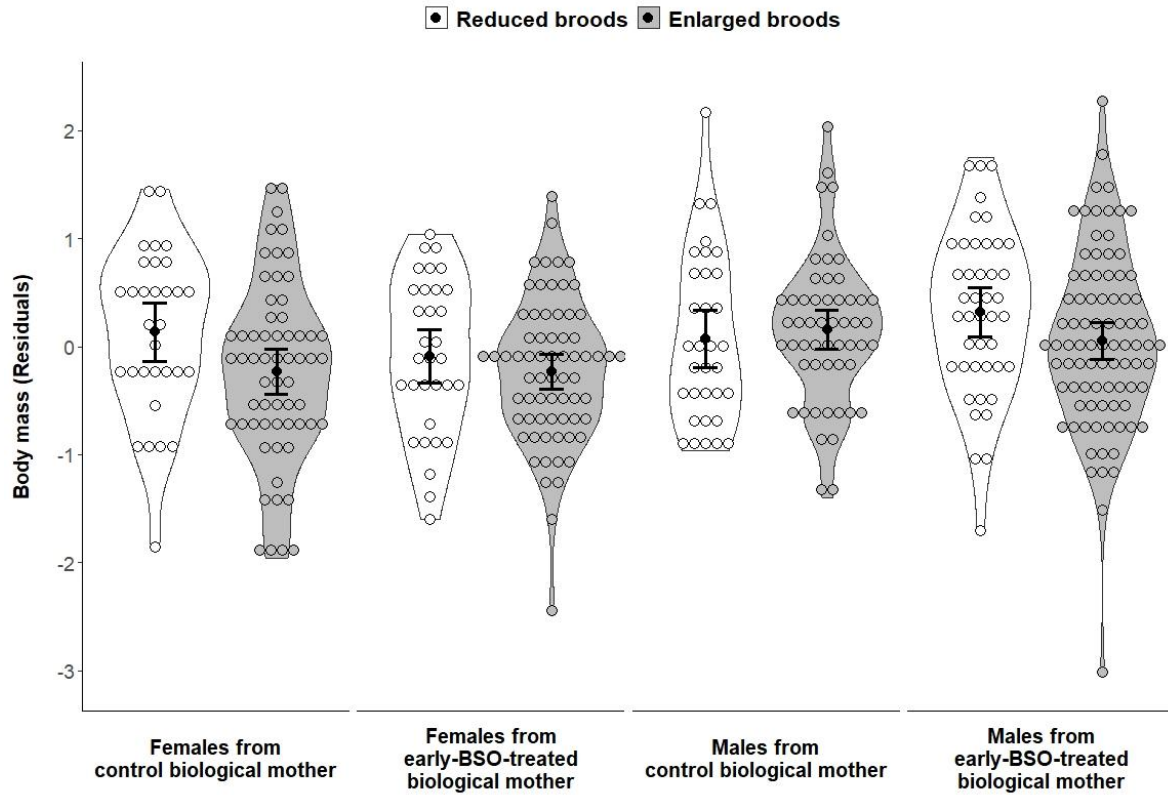 Reduced broods Enlarged broods
2
1
0
-1
-2
-3
Body mass (Residuals)
Females from
control biological mother
Females from
early-BSO-treated
biological mother
Males from
control biological mother
Males from
early-BSO-treated
biological mother